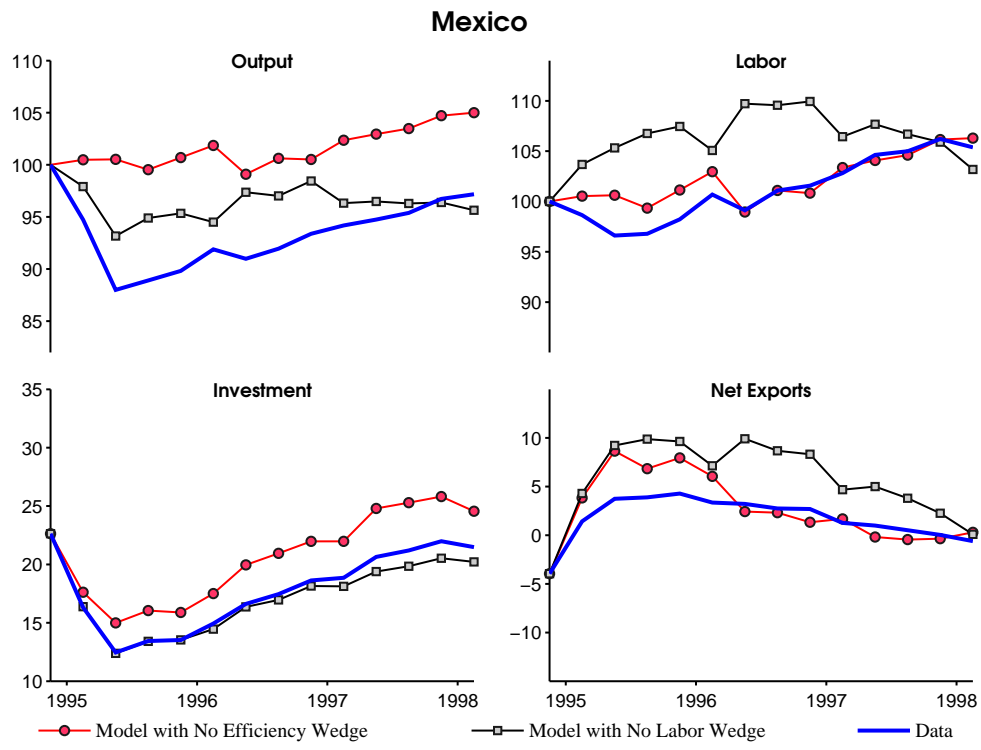 Mexico
Output
Labor
110
105
100
95
90
85
110
105
100
95
90
Investment
Net Exports
35
30
25
20
15
10
10
5
0
−5
−10
1995 1996 1997 1998
1995 1996 1997 1998
Model with No Efficiency Wedge Model with No Labor Wedge Data